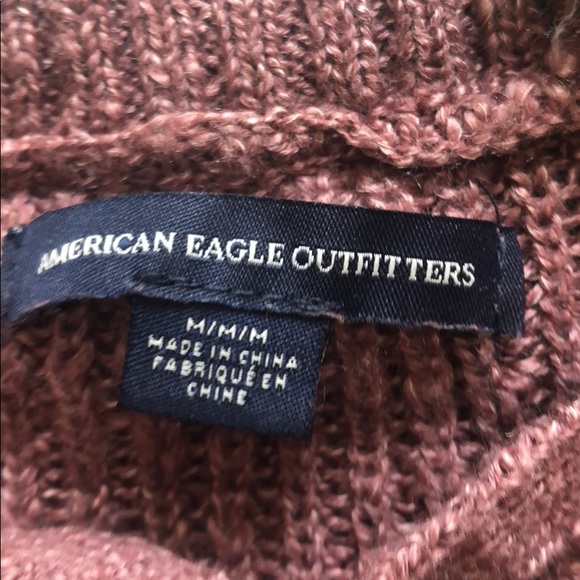 AMERICAN EAGLE OUTFITTERS
M/M/M
MADE IN CHINA
FABRIQUÉ EN
CHINE